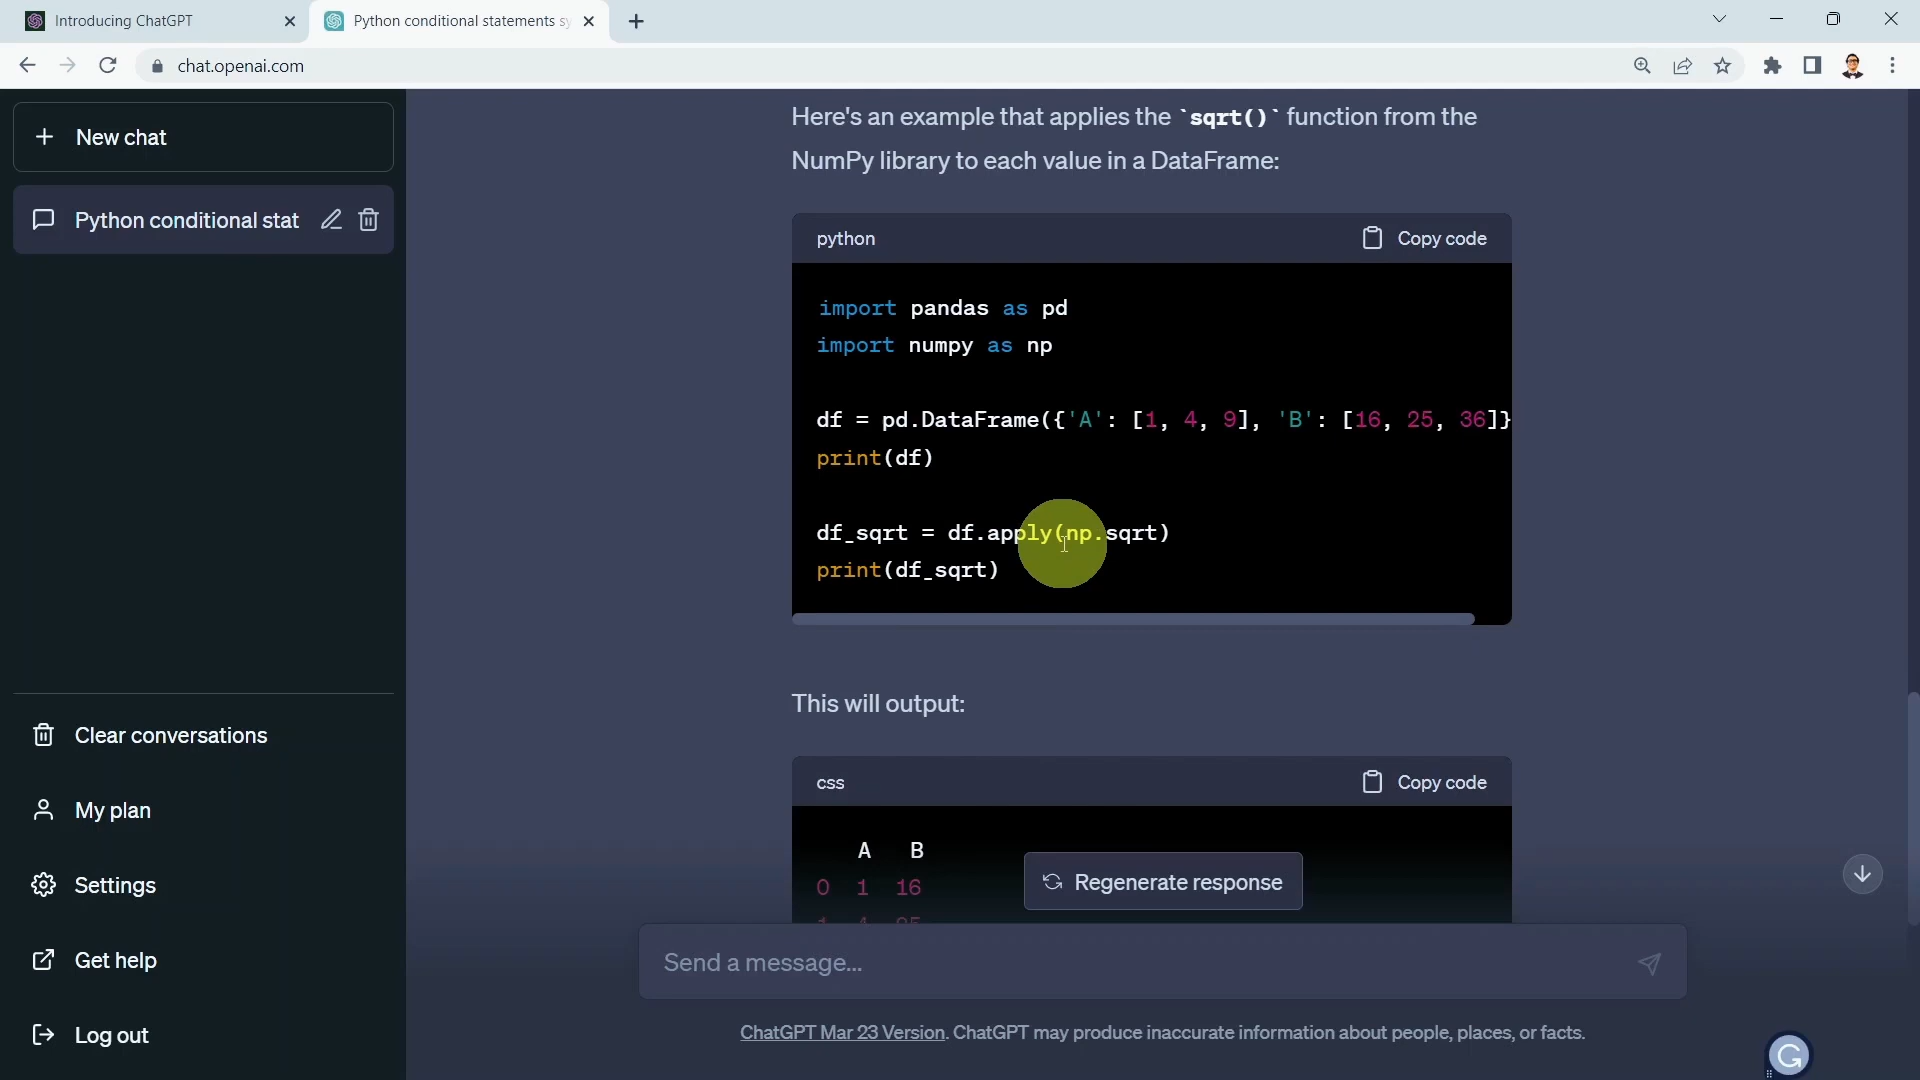 Introducing ChatGPT
Python conditional statements sy
chat.openai.com
New chat
Python conditional stat
Clear conversations
My plan
Settings
Get help
Log out
Here's an example that applies the `sqrt()` function from the
NumPy library to each value in a DataFrame:
python
Copy code
import pandas as pd
import numpy as np
df = pd.DataFrame({'A': [1, 4, 9], 'B': [16, 25, 36]}
print(df)
df_sqrt = df.apply(np.sqrt)
print(df_sqrt)
This will output:
css
Copy code
A B
0 1 16
1 4 25
Regenerate response
Send a message...
ChatGPT Mar 23 Version. ChatGPT may produce inaccurate information about people, places, or facts.